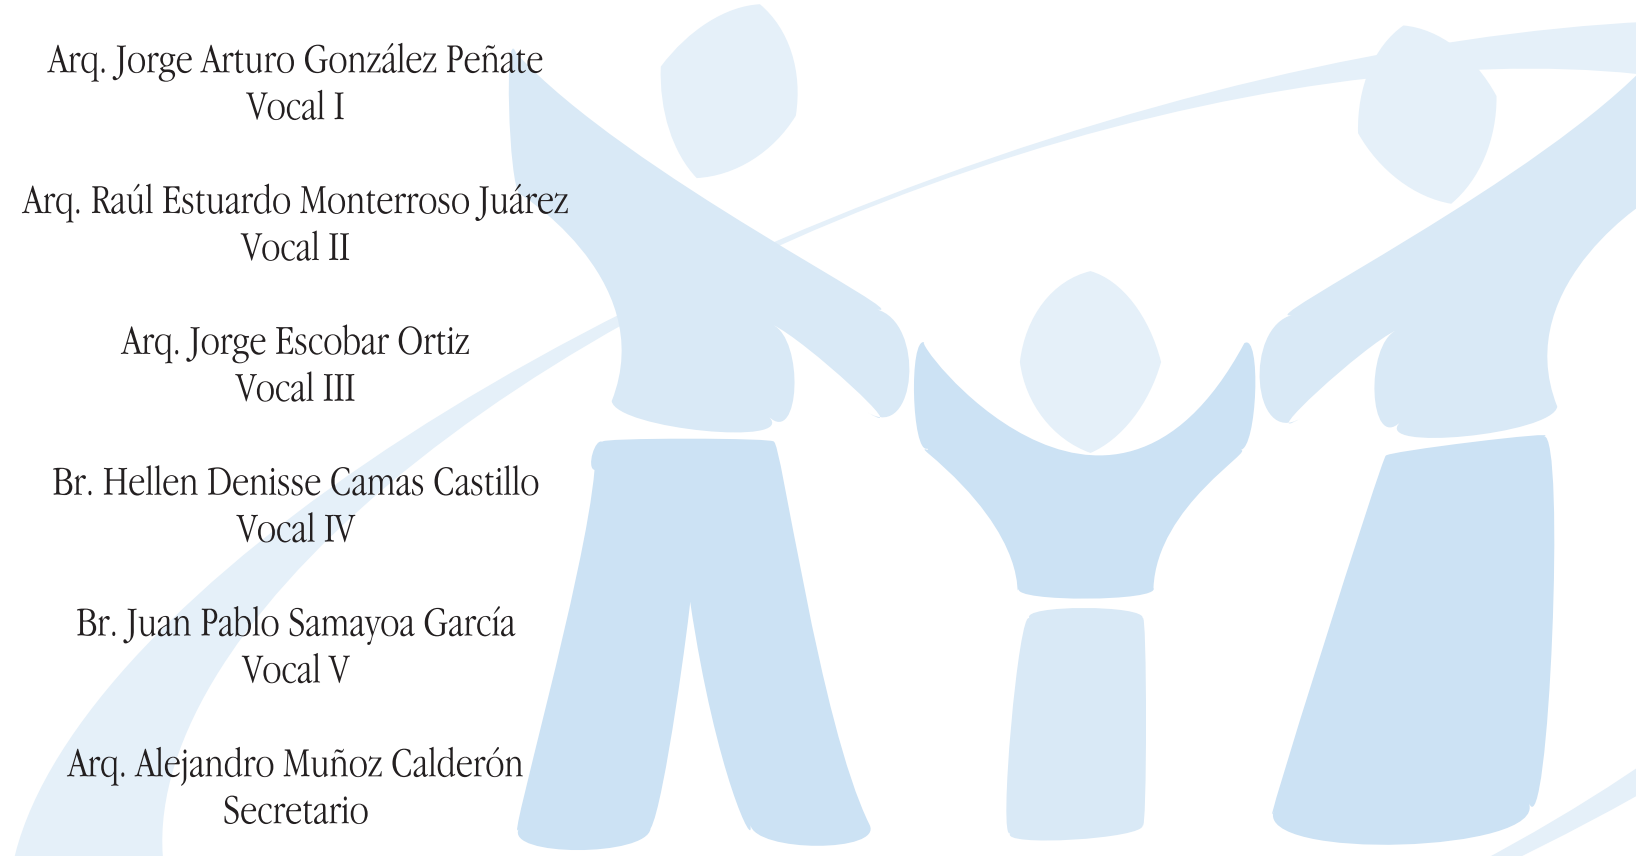 Arq. Jorge Arturo González Peñate
Vocal I
Arq. Raúl Estuardo Monterroso Juárez
Vocal II
Arq. Jorge Escobar Ortiz
Vocal III
Br. Hellen Denisse Camas Castillo
Vocal IV
Br. Juan Pablo Samayoa García
Vocal V
Arq. Alejandro Muñoz Calderón
Secretario